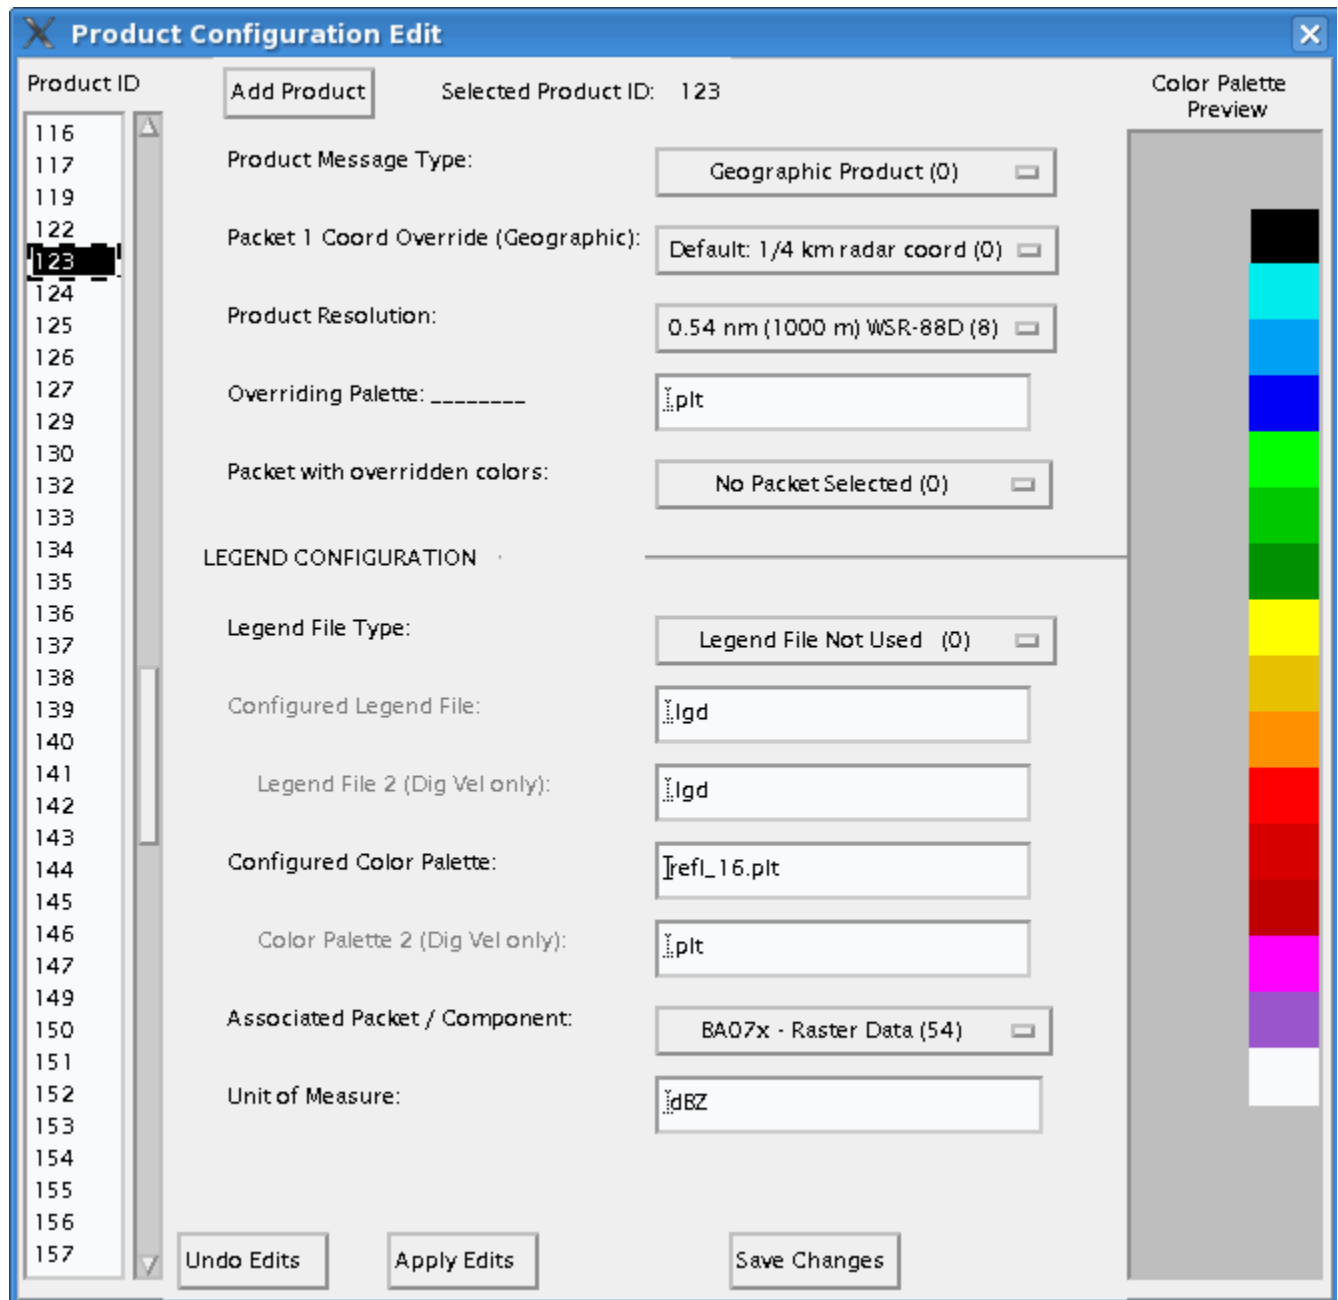 Product Configuration Edit
Product ID
Add Product
Selected Product ID: 123
Color Palette
Preview
116
117
119
122
123
124
125
126
127
129
130
132
133
134
135
136
137
138
139
140
141
142
143
144
145
146
147
149
150
151
152
153
154
155
156
157
Product Message Type:
Geographic Product (0)
Packet 1 Coord Override (Geographic):
Default: 1/4 km radar coord (0)
Product Resolution:
0.54 nm (1000 m) WSR-88D (8)
Overriding Palette: ________
.plt
Packet with overridden colors:
No Packet Selected (0)
LEGEND CONFIGURATION
Legend File Type:
Legend File Not Used (0)
Configured Legend File:
.lgd
Legend File 2 (Dig Vel only):
.lgd
Configured Color Palette:
refl_16.plt
Color Palette 2 (Dig Vel only):
.plt
Associated Packet / Component:
BA07x - Raster Data (54)
Unit of Measure:
dBZ
Undo Edits
Apply Edits
Save Changes